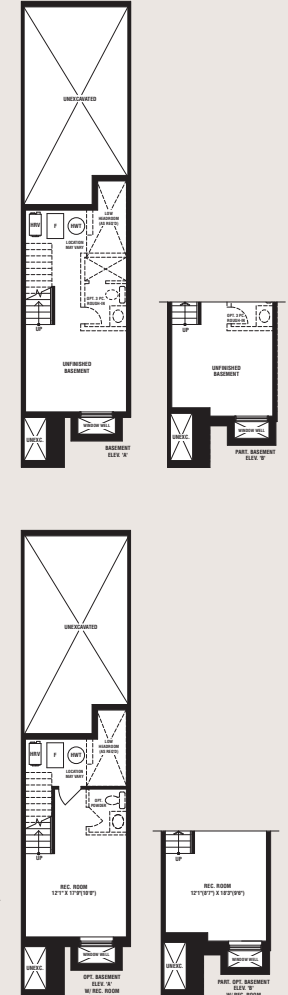 UNEXCAVATED
LOW
HEADROOM
(AS REQ'D)
HRV
F
HWT
LOCATION
MAY VARY
OPT. 3 PC.
ROUGH-IN
UP
UNFINISHED
BASEMENT
UNEXC.
WINDOW WELL
BASEMENT
ELEV. 'A'
OPT. 3 PC.
ROUGH-IN
UP
UNFINISHED
BASEMENT
UNEXC.
WINDOW WELL
PART. BASEMENT
ELEV. 'B'
UNEXCAVATED
LOW
HEADROOM
(AS REQ'D)
HRV
F
HWT
LOCATION
MAY VARY
OPT.
POWDER
UP
REC. ROOM
UNEXC.
WINDOW WELL
OPT. BASEMENT
ELEV. 'A'
W/ REC. ROOM
UP
REC. ROOM
UNEXC.
WINDOW WELL
PART. OPT. BASEMENT
ELEV. 'B'
W/ REC. ROOM